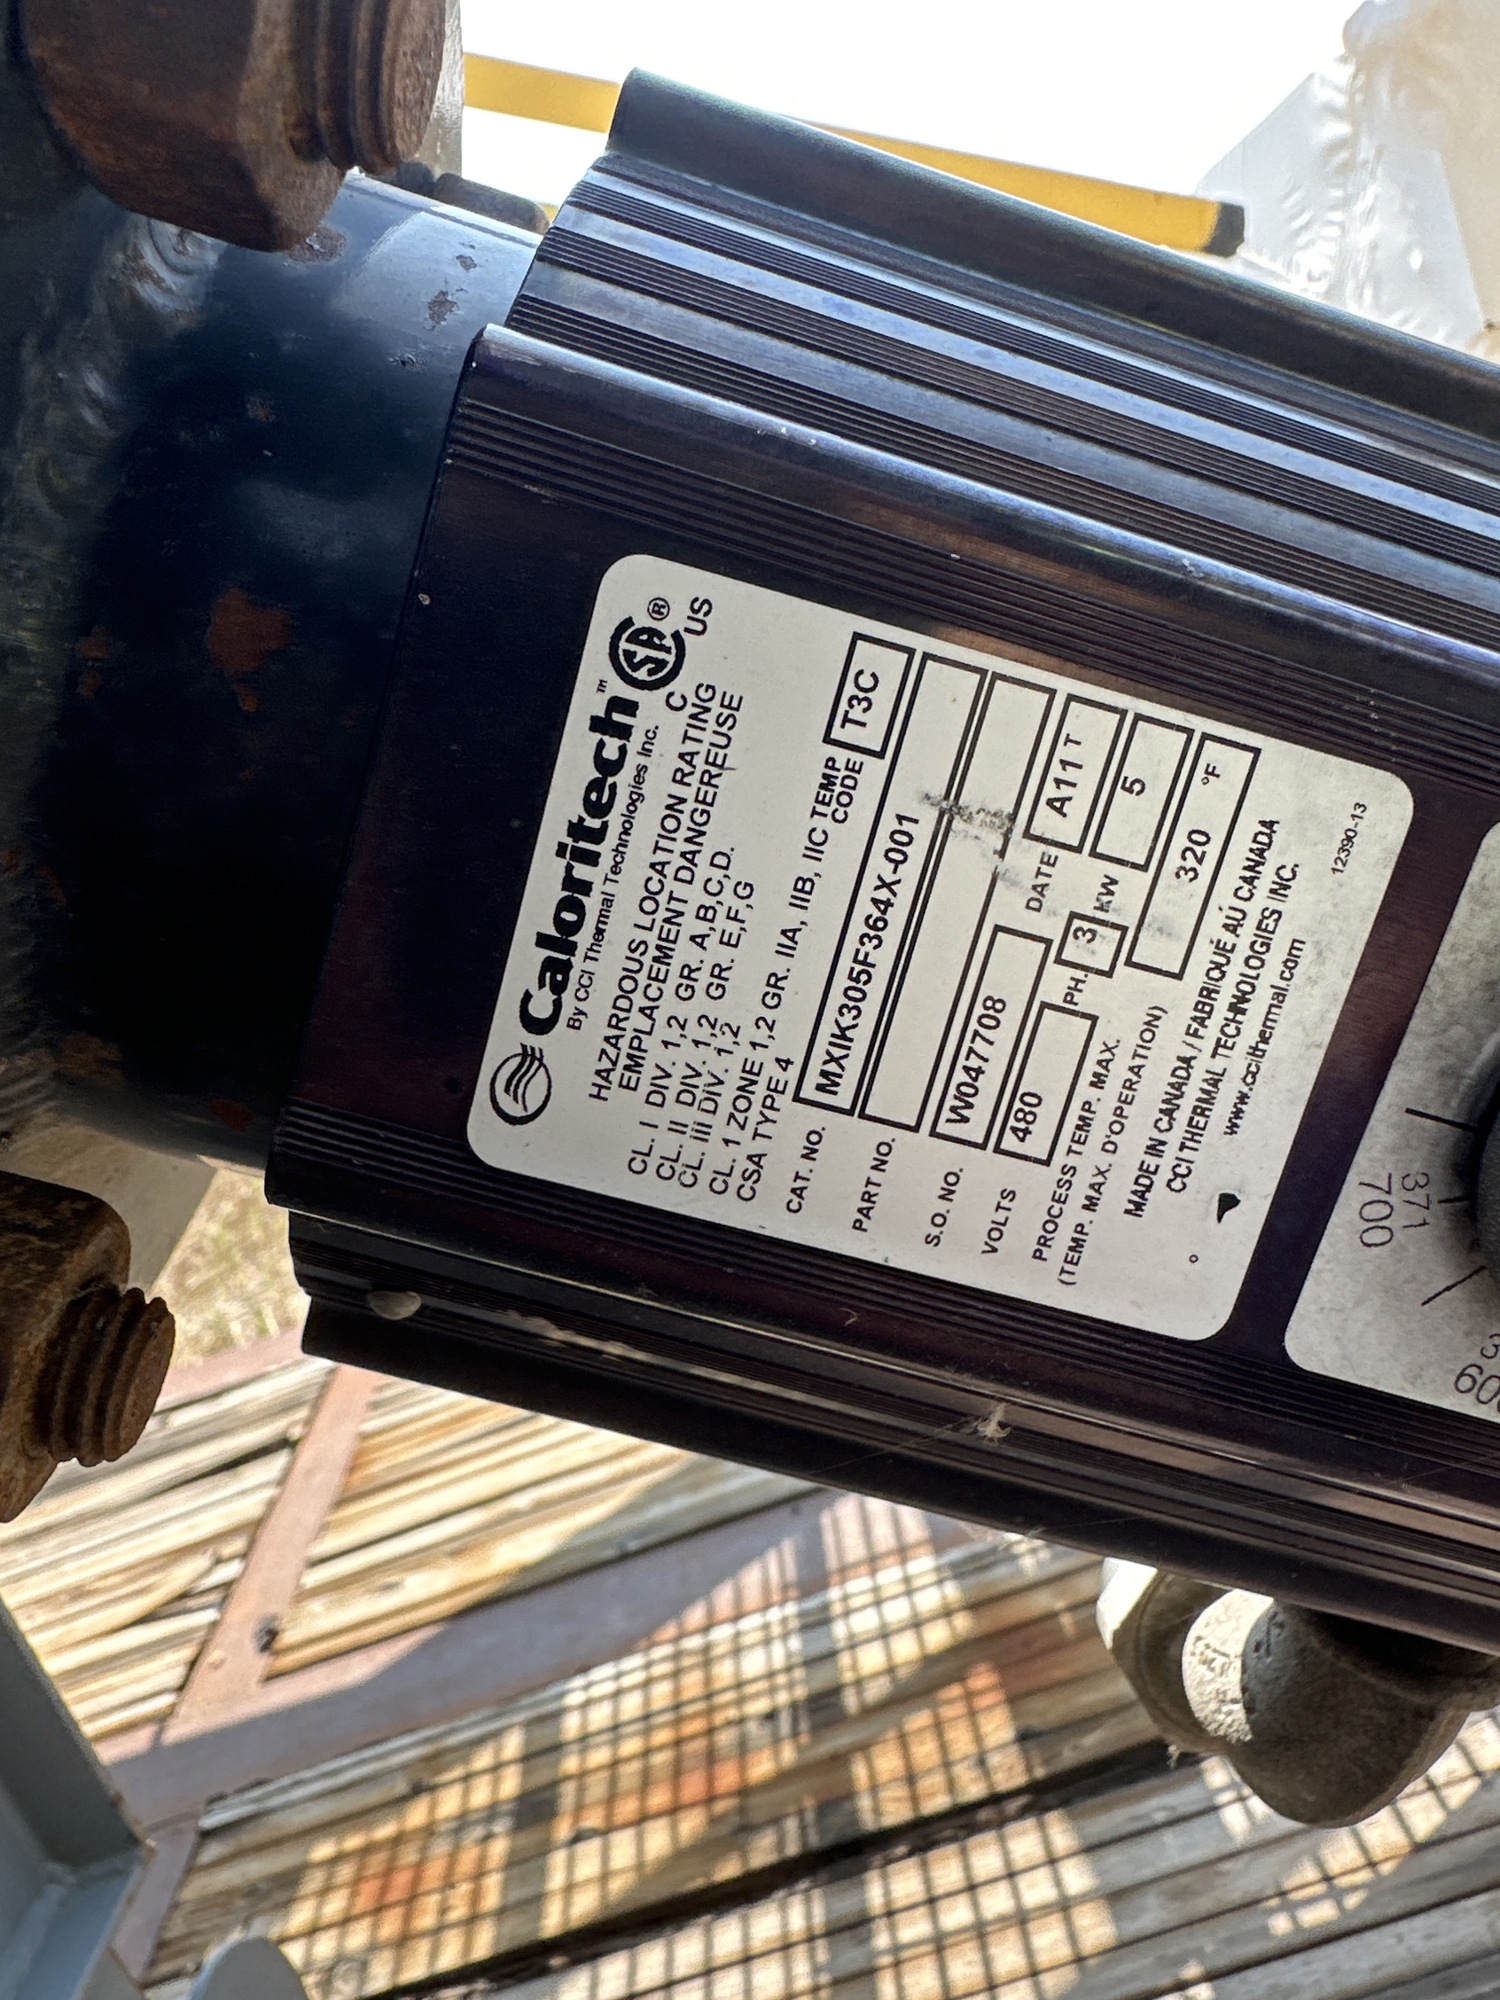 Caloritech™
By CCI Thermal Technologies Inc.
SA® C US
HAZARDOUS LOCATION RATING
EMPLACEMENT DANGEREUSE
CL. I DIV. 1,2 GR. A,B,C,D.
CL. II DIV. 1,2 GR. E,F,G
CL. III DIV. 1,2
CL. 1 ZONE 1,2 GR. IIA, IIB, IIC TEMP CODE T3C
CSA TYPE 4
CAT. NO. MXIK305F364X-001
PART NO.
S.O. NO. W047708 DATE A11T
VOLTS 480 PH. 3 KW 5
PROCESS TEMP. MAX. 320 °F
(TEMP. MAX. D'OPERATION)
MADE IN CANADA / FABRIQUÉ AÚ CANADA
CCI THERMAL TECHNOLOGIES INC.
www.ccithermal.com
12390-13
371
700